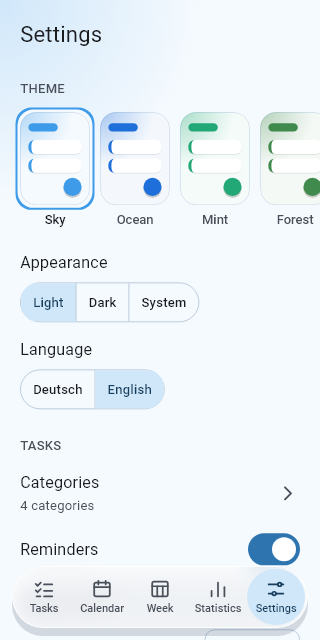 Settings
THEME
Sky Ocean Mint Forest
Appearance
Light Dark System
Language
Deutsch English
TASKS
Categories
4 categories
Reminders
Tasks Calendar Week Statistics Settings